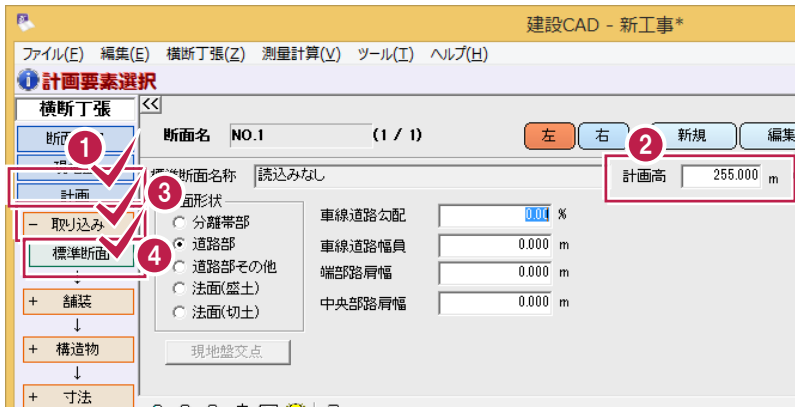 建設CAD - 新工事*
ファイル(F) 編集(E) 横断丁張(Z) 測量計算(V) ツール(T) ヘルプ(H)
計画要素選択
横断丁張 <<
断面名 NO.1 (1 / 1) 左 右 新規 編集
1 2
標準断面名称 読込みなし 計画高 255.000 m
計画 3
- 取り込み
標準断面 4
分離帯部
道路部
道路部その他
法面(盛土)
法面(切土)
車線道路勾配 0.00 %
車線道路幅員 0.000 m
端部路肩幅 0.000 m
中央部路肩幅 0.000 m
現地盤交点
↓
+ 舗装
↓
+ 構造物
↓
+ 寸法